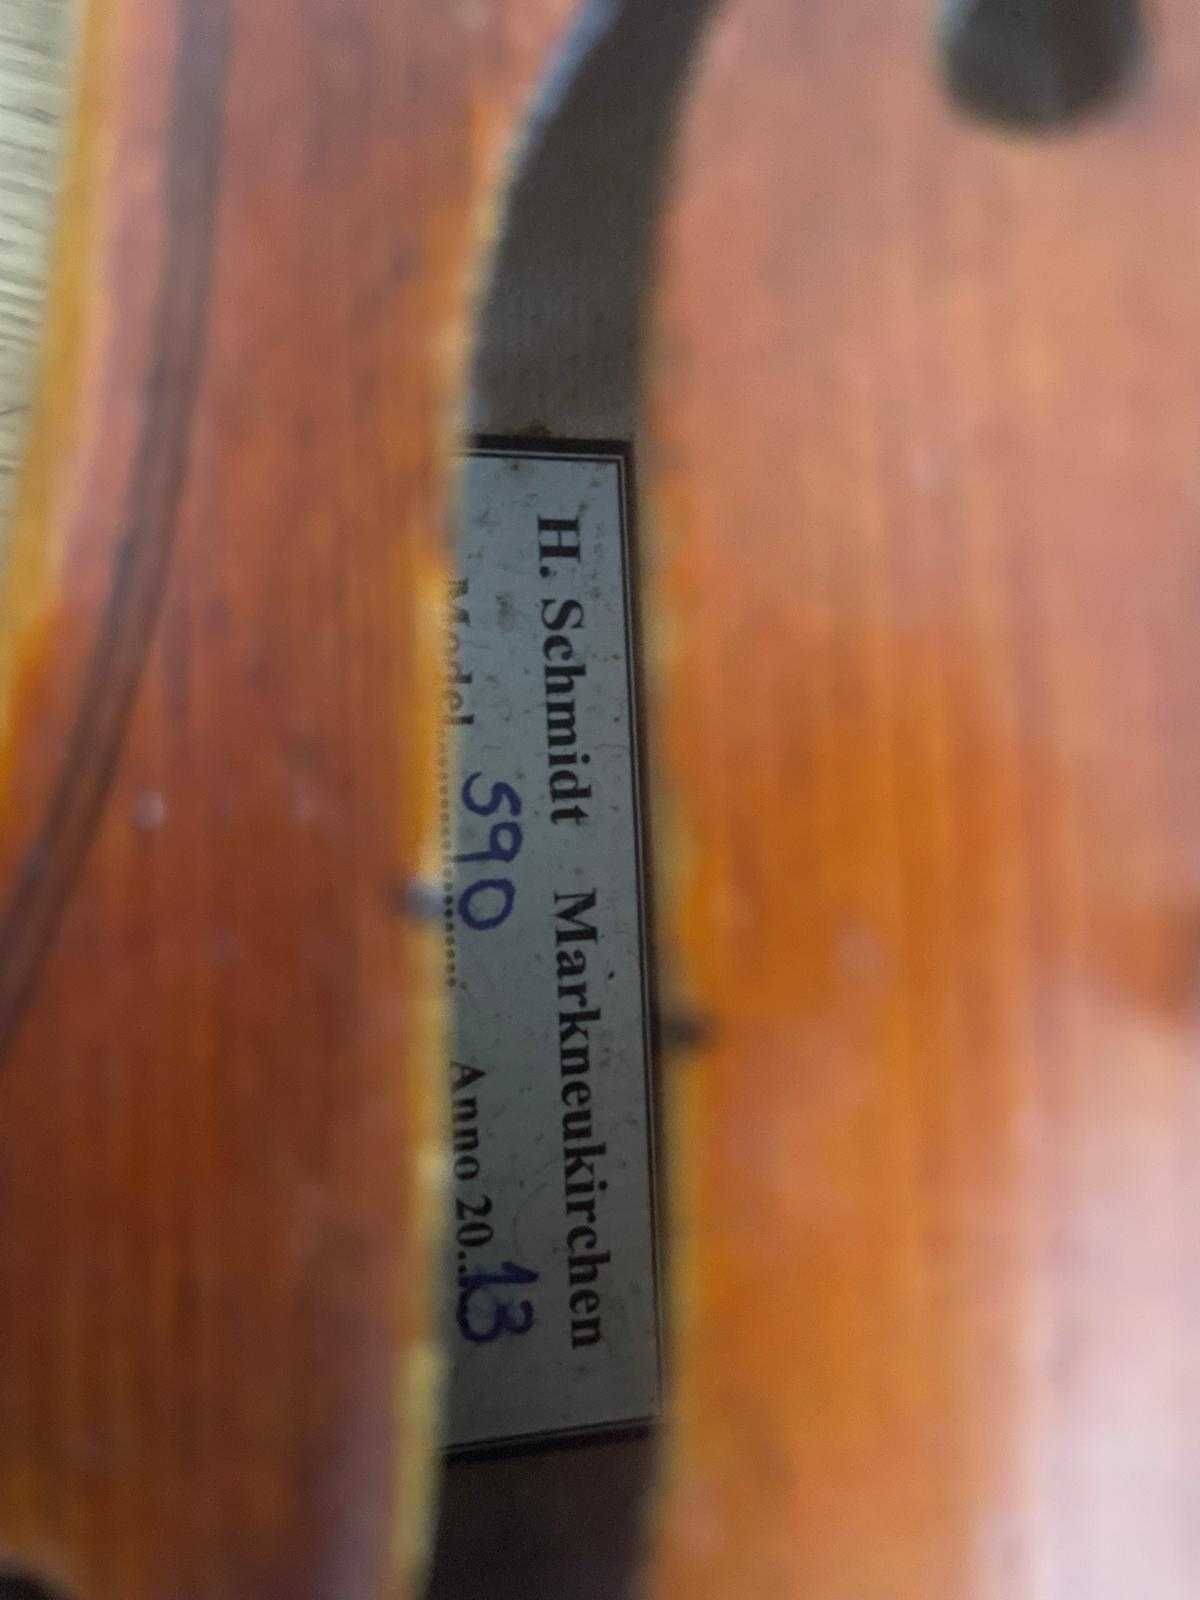 H. Schmidt Markneukirchen
Model 590 Anno 20..13